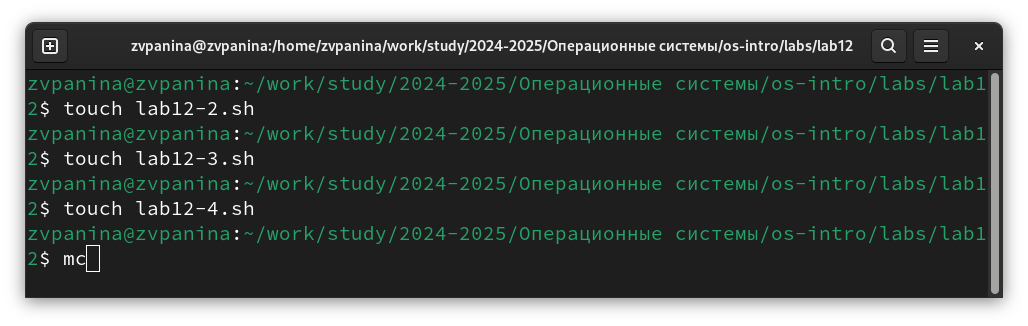 zvpanina@zvpanina:/home/zvpanina/work/study/2024-2025/Операционные системы/os-intro/labs/lab12
zvpanina@zvpanina:~/work/study/2024-2025/Операционные системы/os-intro/labs/lab1
2$ touch lab12-2.sh
zvpanina@zvpanina:~/work/study/2024-2025/Операционные системы/os-intro/labs/lab1
2$ touch lab12-3.sh
zvpanina@zvpanina:~/work/study/2024-2025/Операционные системы/os-intro/labs/lab1
2$ touch lab12-4.sh
zvpanina@zvpanina:~/work/study/2024-2025/Операционные системы/os-intro/labs/lab1
2$ mc